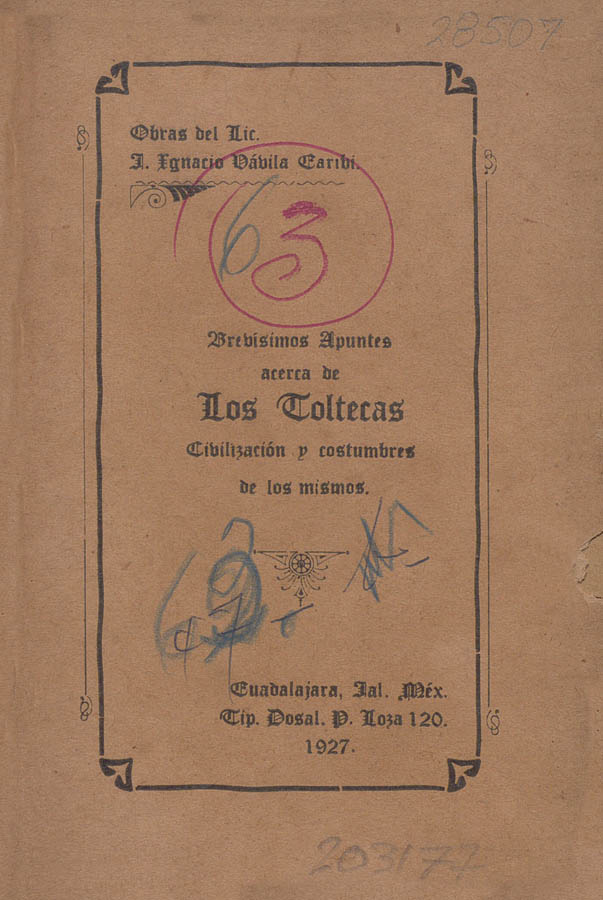 28507
Obras del Lic.
J. Ignacio Dávila Garibi.
63
Brevísimos Apuntes
acerca de
Los Toltecas
Civilización y costumbres
de los mismos.
Guadalajara, Jal. Méx.
Tip. Dosal. P. Loza 120.
1927.
203177